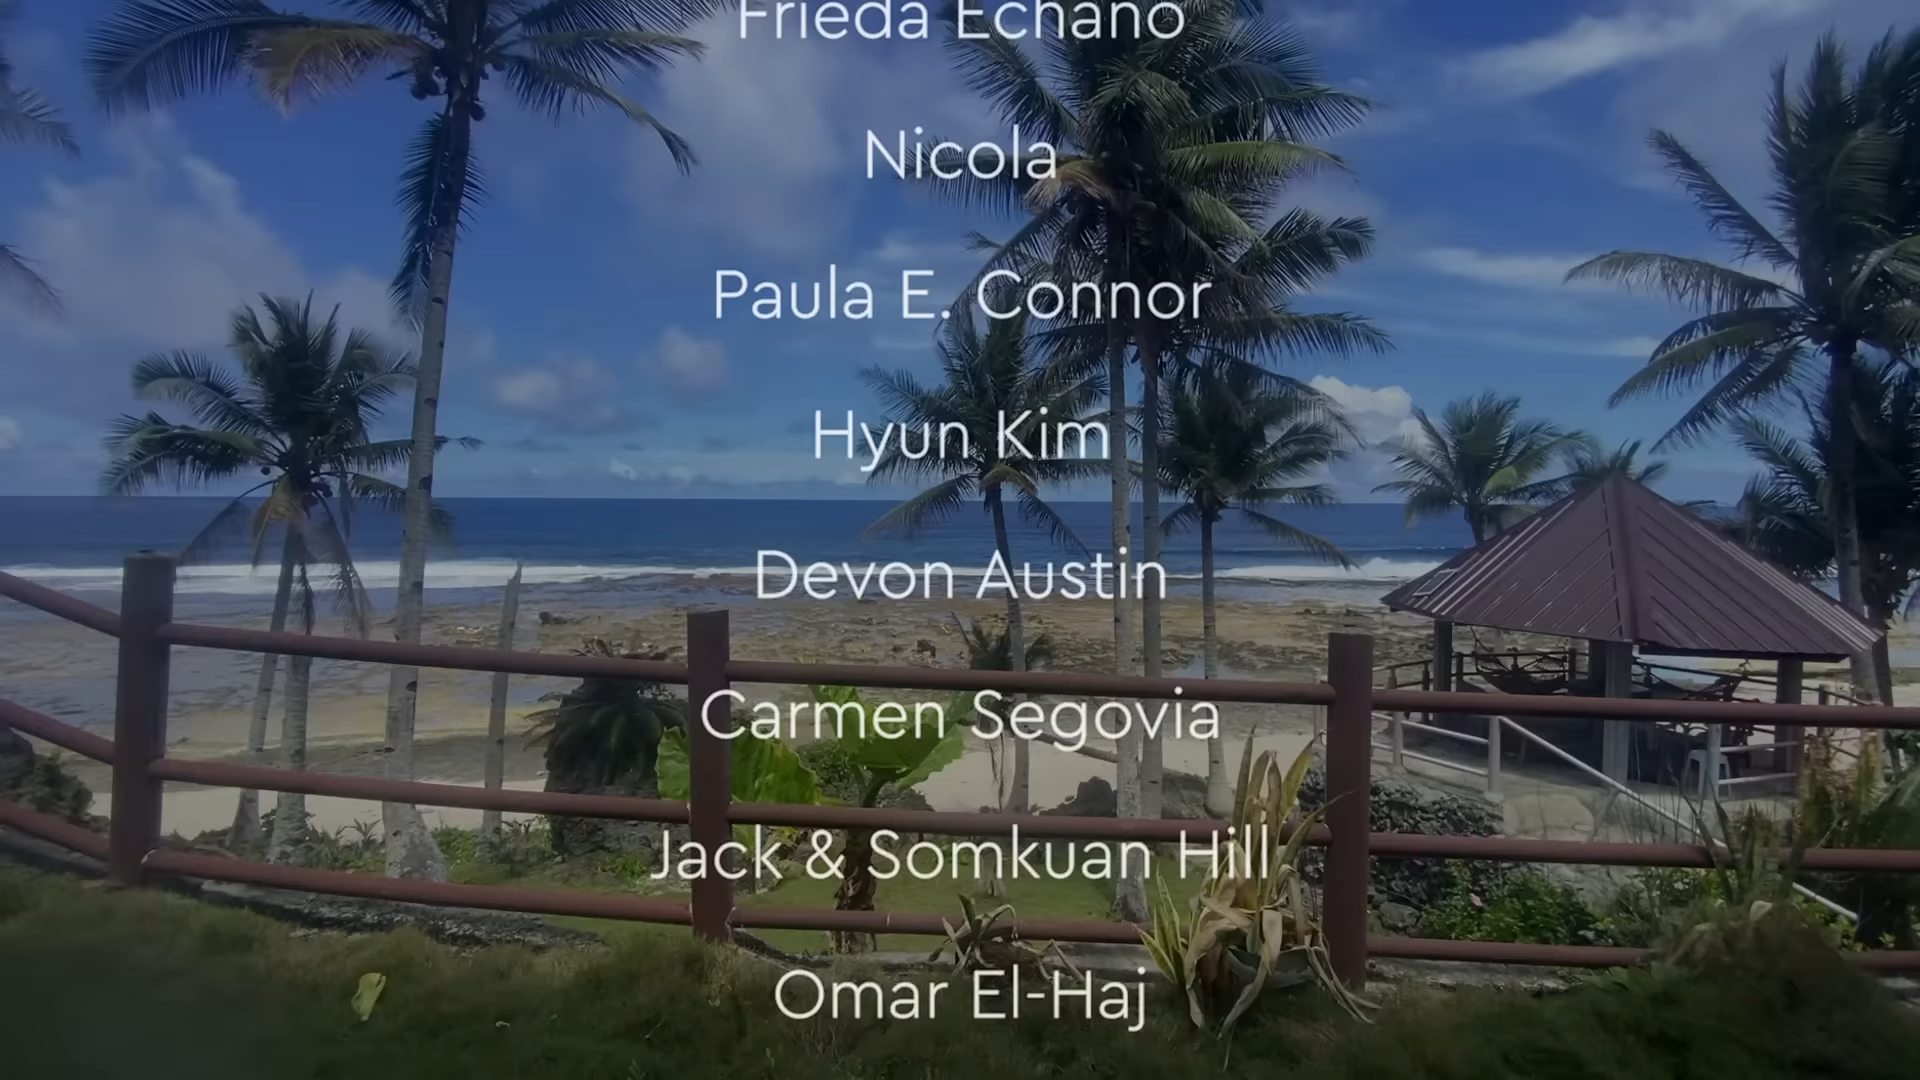 Frieda Echano
Nicola
Paula E. Connor
Hyun Kim
Devon Austin
Carmen Segovia
Jack & Somkuan Hill
Omar El-Haj